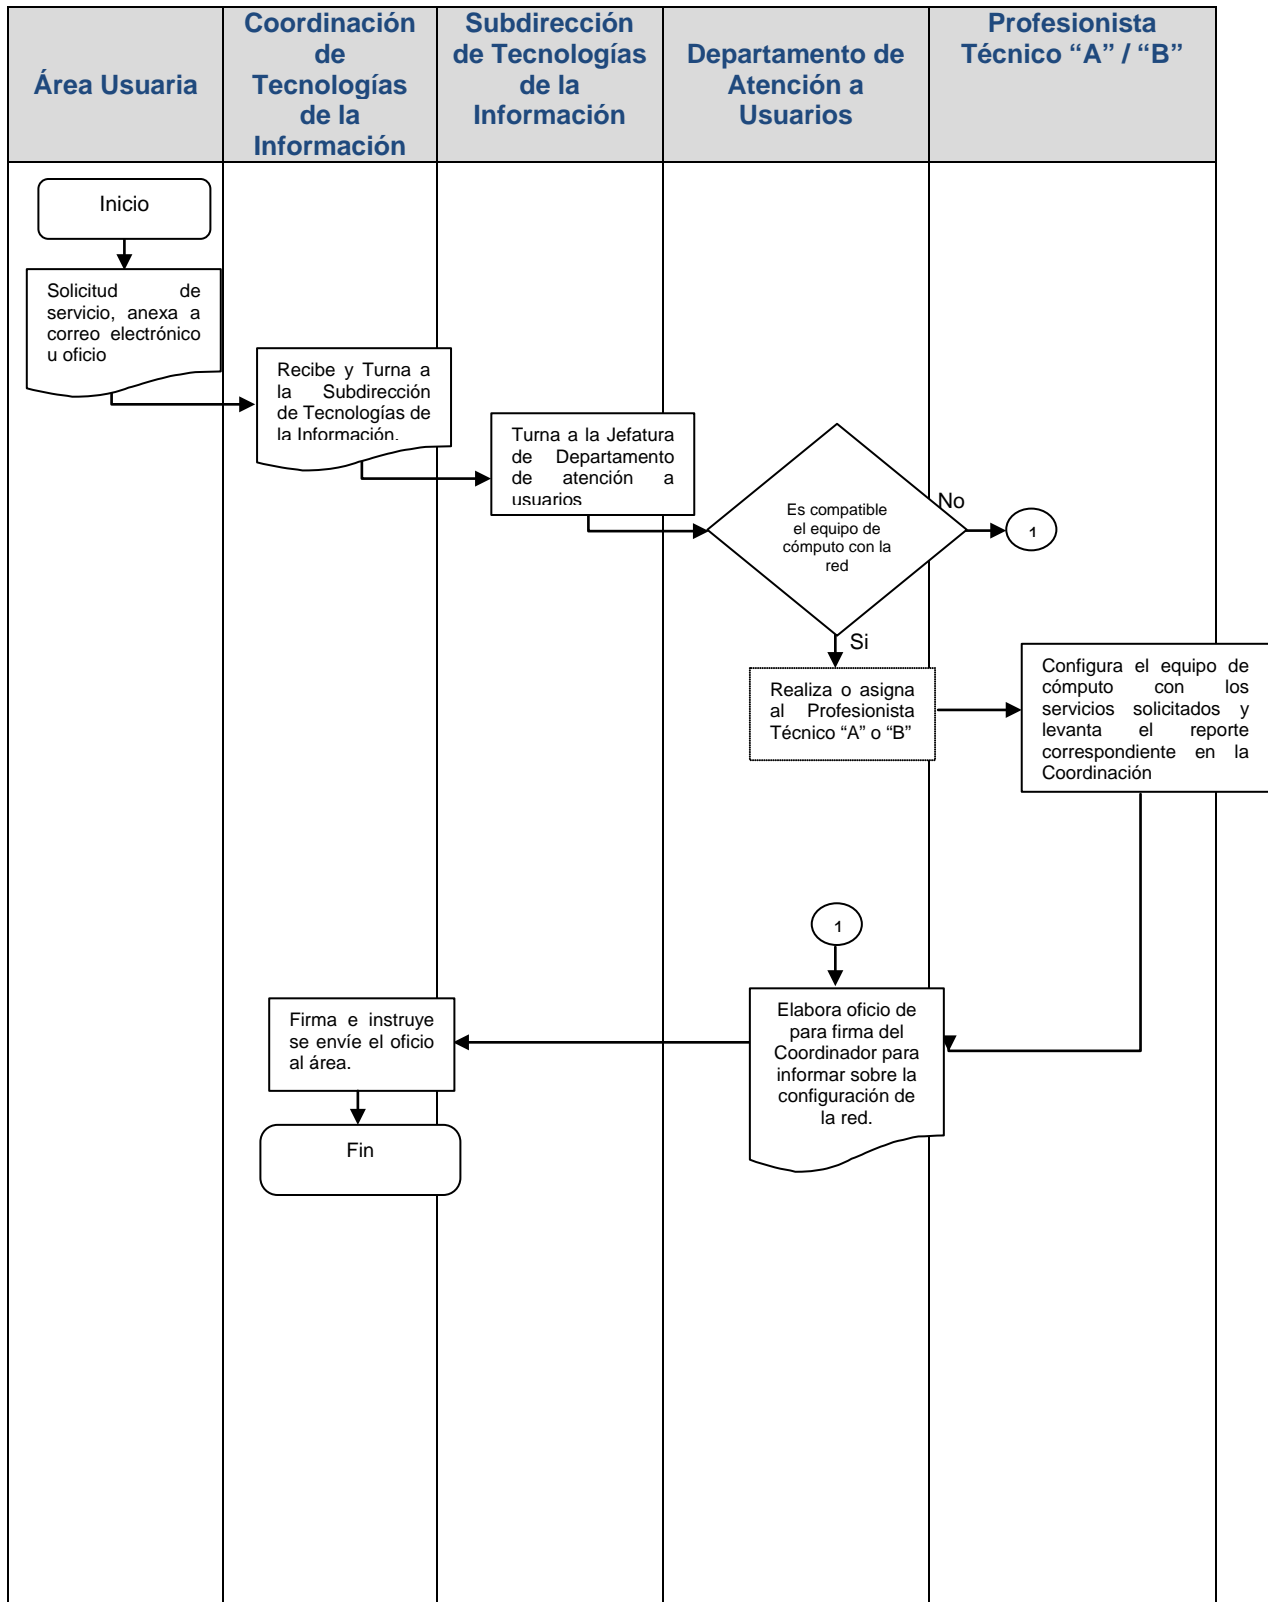 Área Usuaria
Coordinación
de
Tecnologías
de la
Información
Subdirección
de Tecnologías
de la
Información
Departamento de
Atención a
Usuarios
Profesionista
Técnico “A” / “B”
Inicio
Solicitud de
servicio, anexa a
correo electrónico
u oficio
Recibe y Turna a
la Subdirección
de Tecnologías de
la Información.
Turna a la Jefatura
de Departamento
de atención a
usuarios
Es compatible
el equipo de
cómputo con la
red
No
1
Si
Realiza o asigna
al Profesionista
Técnico “A” o “B”
Configura el equipo de
cómputo con los
servicios solicitados y
levanta el reporte
correspondiente en la
Coordinación
1
Elabora oficio de
para firma del
Coordinador para
informar sobre la
configuración de
la red.
Firma e instruye
se envíe el oficio
al área.
Fin